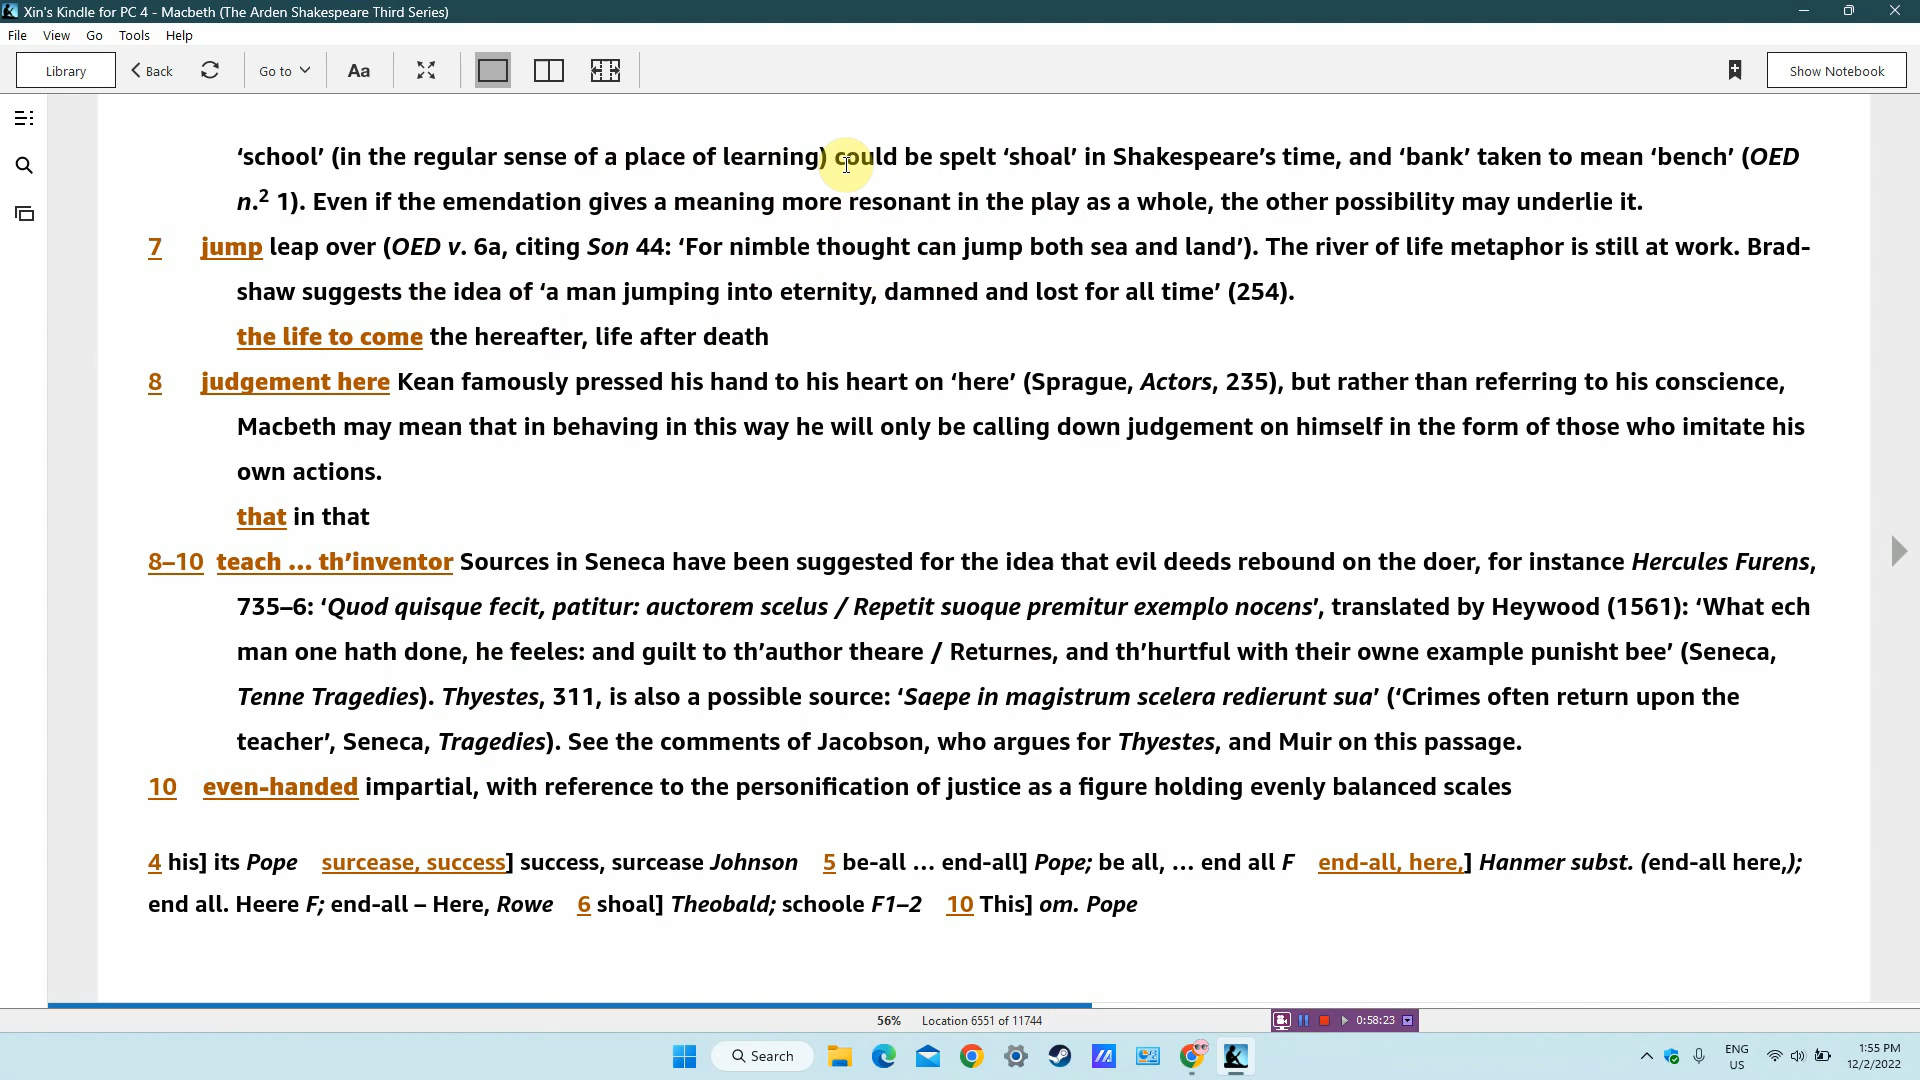 Xin's Kindle for PC 4 - Macbeth (The Arden Shakespeare Third Series)
File View Go Tools Help
Library Back Go to Aa Show Notebook
‘school’ (in the regular sense of a place of learning) could be spelt ‘shoal’ in Shakespeare’s time, and ‘bank’ taken to mean ‘bench’ (OED
n.² 1). Even if the emendation gives a meaning more resonant in the play as a whole, the other possibility may underlie it.
7 jump leap over (OED v. 6a, citing Son 44: ‘For nimble thought can jump both sea and land’). The river of life metaphor is still at work. Brad-
shaw suggests the idea of ‘a man jumping into eternity, damned and lost for all time’ (254).
the life to come the hereafter, life after death
8 judgement here Kean famously pressed his hand to his heart on ‘here’ (Sprague, Actors, 235), but rather than referring to his conscience,
Macbeth may mean that in behaving in this way he will only be calling down judgement on himself in the form of those who imitate his
own actions.
that in that
8–10 teach ... th’inventor Sources in Seneca have been suggested for the idea that evil deeds rebound on the doer, for instance Hercules Furens,
735–6: ‘Quod quisque fecit, patitur: auctorem scelus / Repetit suoque premitur exemplo nocens’, translated by Heywood (1561): ‘What ech
man one hath done, he feeles: and guilt to th’author theare / Returnes, and th’hurtful with their owne example punisht bee’ (Seneca,
Tenne Tragedies). Thyestes, 311, is also a possible source: ‘Saepe in magistrum scelera redierunt sua’ (‘Crimes often return upon the
teacher’, Seneca, Tragedies). See the comments of Jacobson, who argues for Thyestes, and Muir on this passage.
10 even-handed impartial, with reference to the personification of justice as a figure holding evenly balanced scales
4 his] its Pope surcease, success] success, surcease Johnson 5 be-all ... end-all] Pope; be all, ... end all F end-all, here,] Hanmer subst. (end-all here,);
end all. Heere F; end-all – Here, Rowe 6 shoal] Theobald; schoole F1–2 10 This] om. Pope
56% Location 6551 of 11744 0:58:23
Search
ENG
US
1:55 PM
12/2/2022